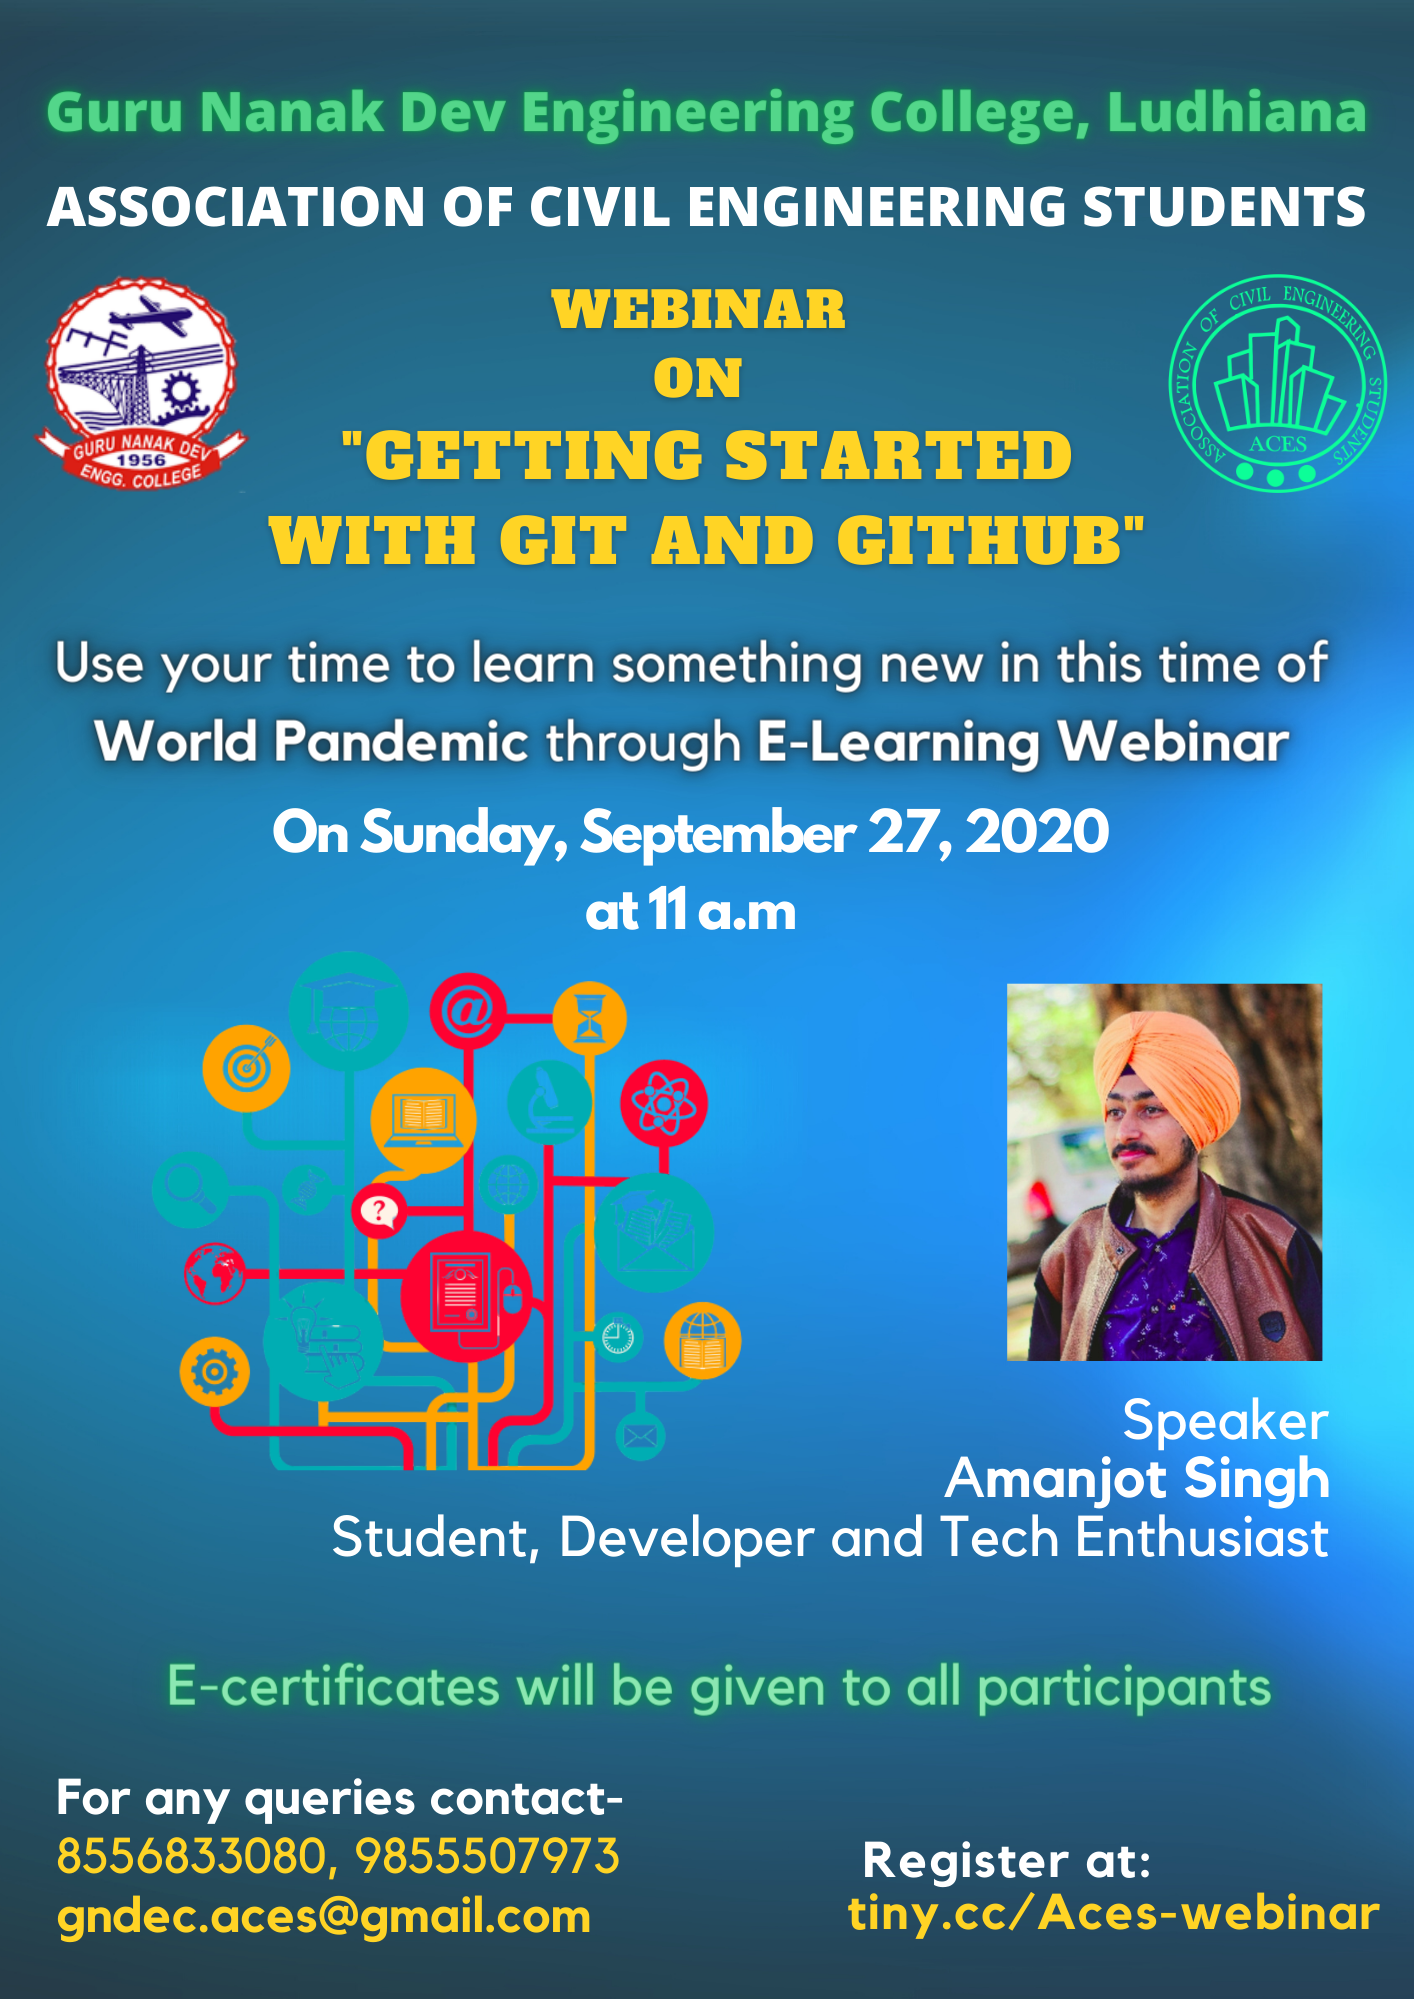 Guru Nanak Dev Engineering College, Ludhiana
ASSOCIATION OF CIVIL ENGINEERING STUDENTS
WEBINAR
ON
"GETTING STARTED
WITH GIT AND GITHUB"
GURU NANAK DEV
1956
ENGG. COLLEGE
ASSOCIATION OF CIVIL ENGINEERING STUDENTS
ACES
Use your time to learn something new in this time of
World Pandemic through E-Learning Webinar
On Sunday, September 27, 2020
at 11 a.m
@
?
Speaker
Amanjot Singh
Student, Developer and Tech Enthusiast
E-certificates will be given to all participants
For any queries contact-
8556833080, 9855507973
gndec.aces@gmail.com
Register at:
tiny.cc/Aces-webinar